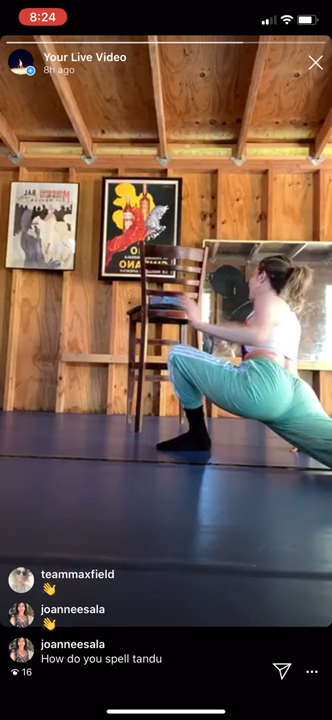 8:24
Your Live Video
8h ago
teammaxfield
👋
joanneesala
👋
joanneesala
How do you spell tandu
16